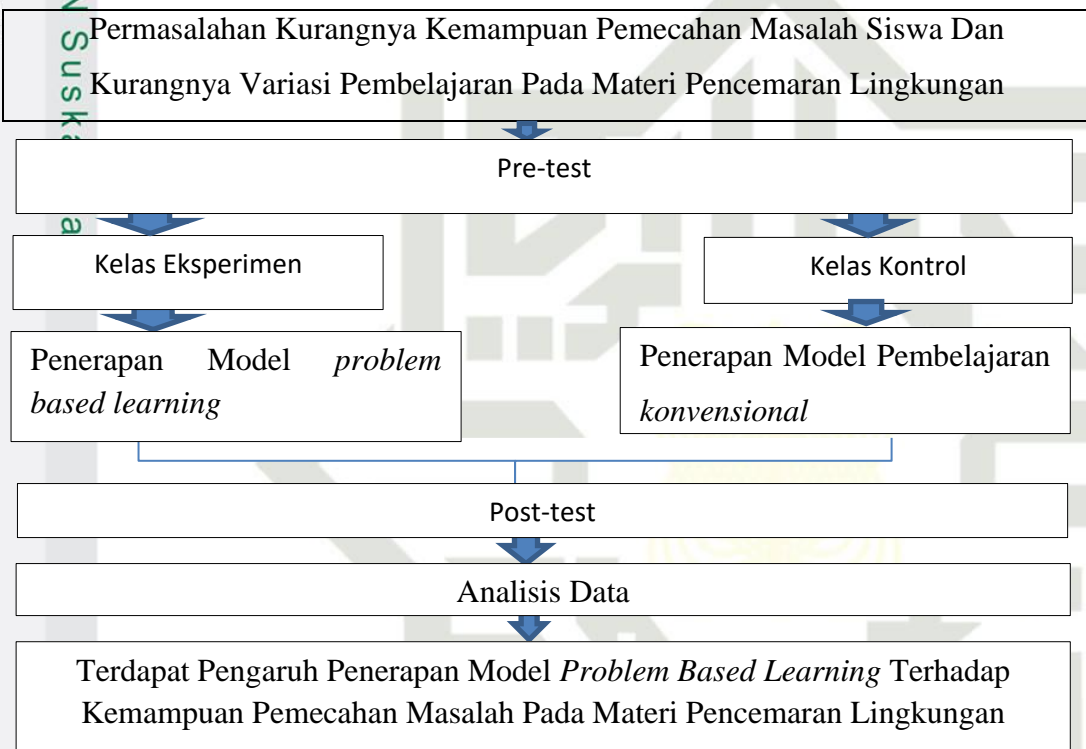 Permasalahan Kurangnya Kemampuan Pemecahan Masalah Siswa Dan
Kurangnya Variasi Pembelajaran Pada Materi Pencemaran Lingkungan
Pre-test
Kelas Eksperimen
Kelas Kontrol
Penerapan Model problem
based learning
Penerapan Model Pembelajaran
konvensional
Post-test
Analisis Data
Terdapat Pengaruh Penerapan Model Problem Based Learning Terhadap
Kemampuan Pemecahan Masalah Pada Materi Pencemaran Lingkungan